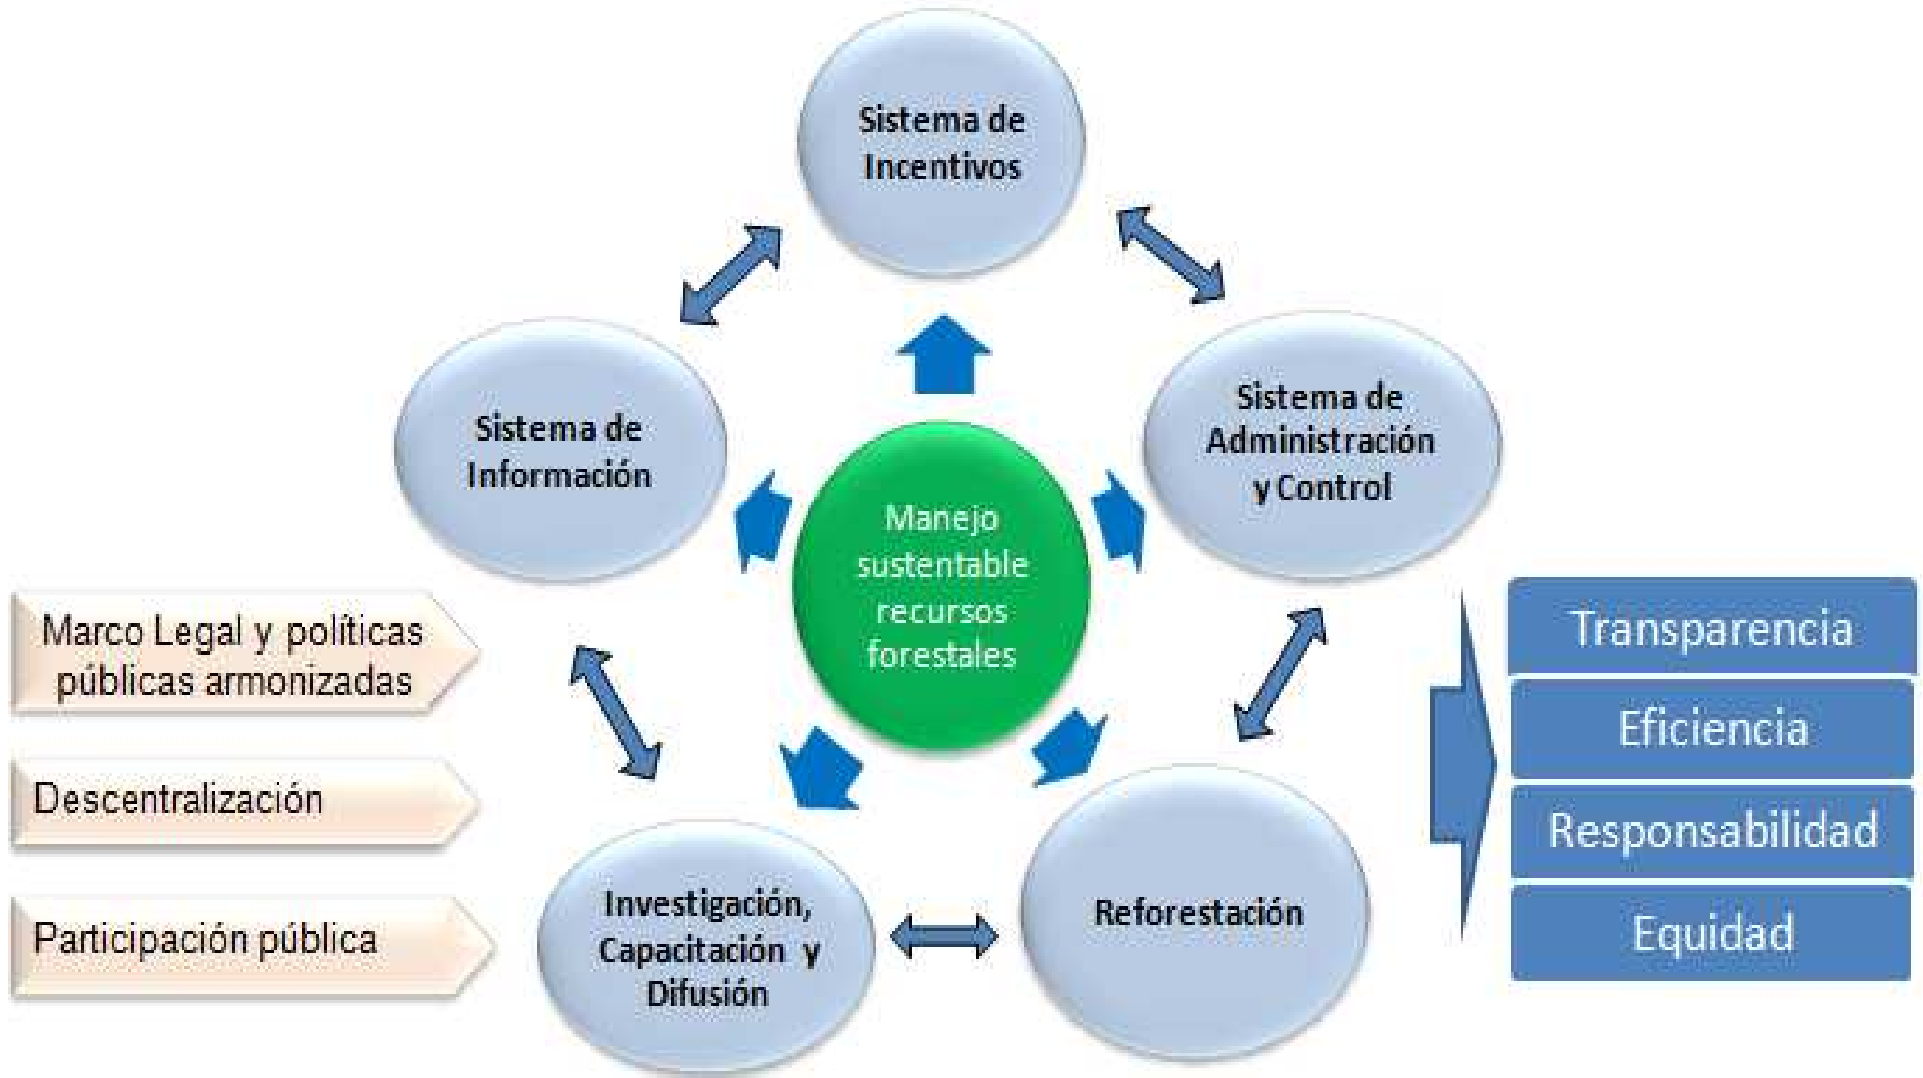 Sistema de
Incentivos
Sistema de
Información
Sistema de
Administración
y Control
Manejo
sustentable
recursos
forestales
Marco Legal y políticas
públicas armonizadas
Descentralización
Participación pública
Investigación,
Capacitación y
Difusión
Reforestación
Transparencia
Eficiencia
Responsabilidad
Equidad